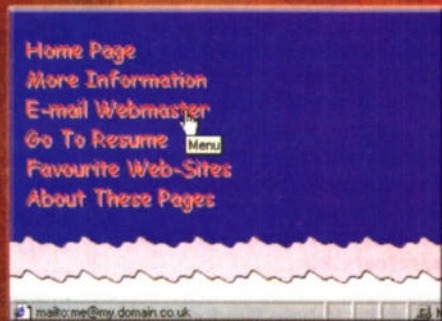 Home Page
More Information
E-mail Webmaster
Go To Resume
Menu
Favourite Web-Sites
About These Pages
mailto:me@my.domain.co.uk